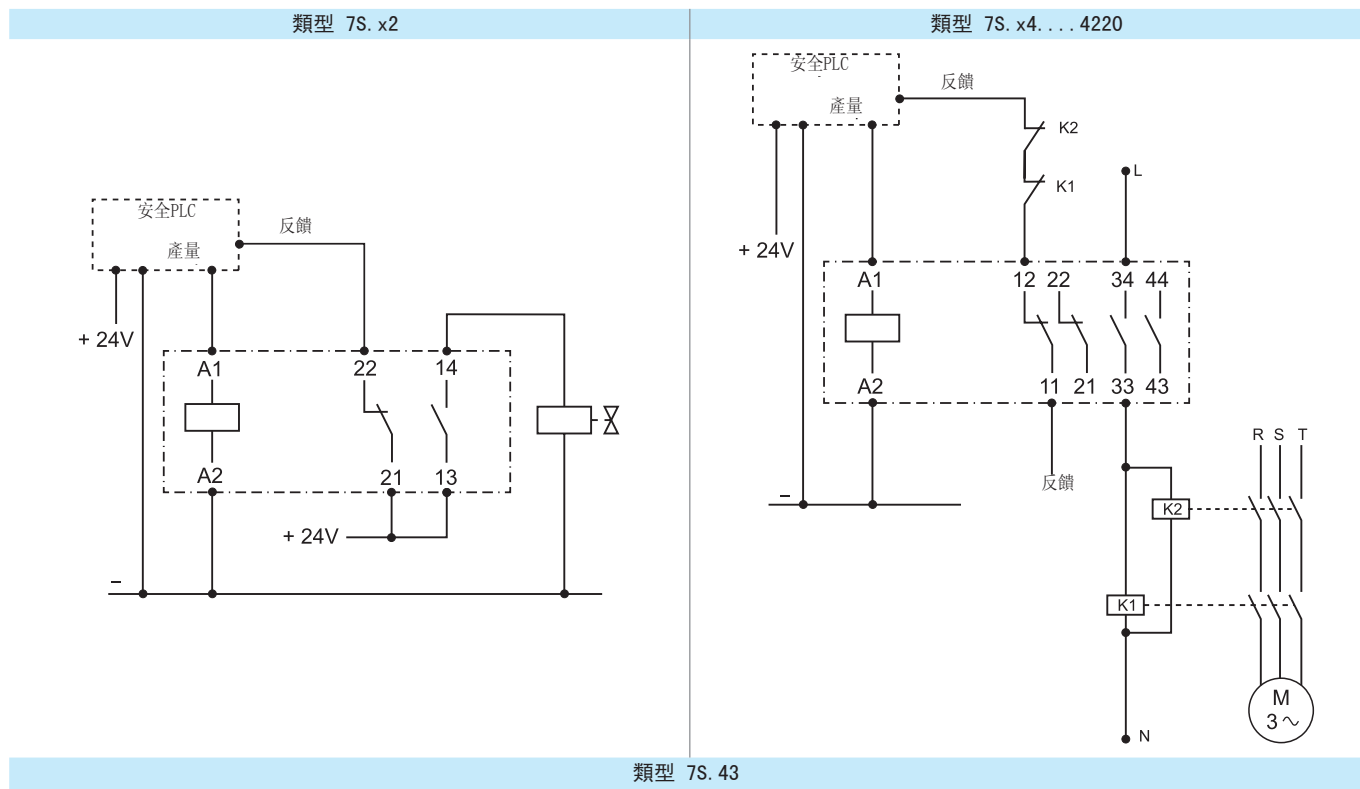 類型 7S.x2
類型 7S.x4....4220
安全PLC
產量
反饋
+ 24V
A1
22
14
A2
21
13
+ 24V
−
安全PLC
產量
反饋
K2
K1
L
+ 24V
A1
12 22
34 44
A2
11 21
33 43
反饋
−
R S T
K2
K1
M
3~
N
類型 7S.43